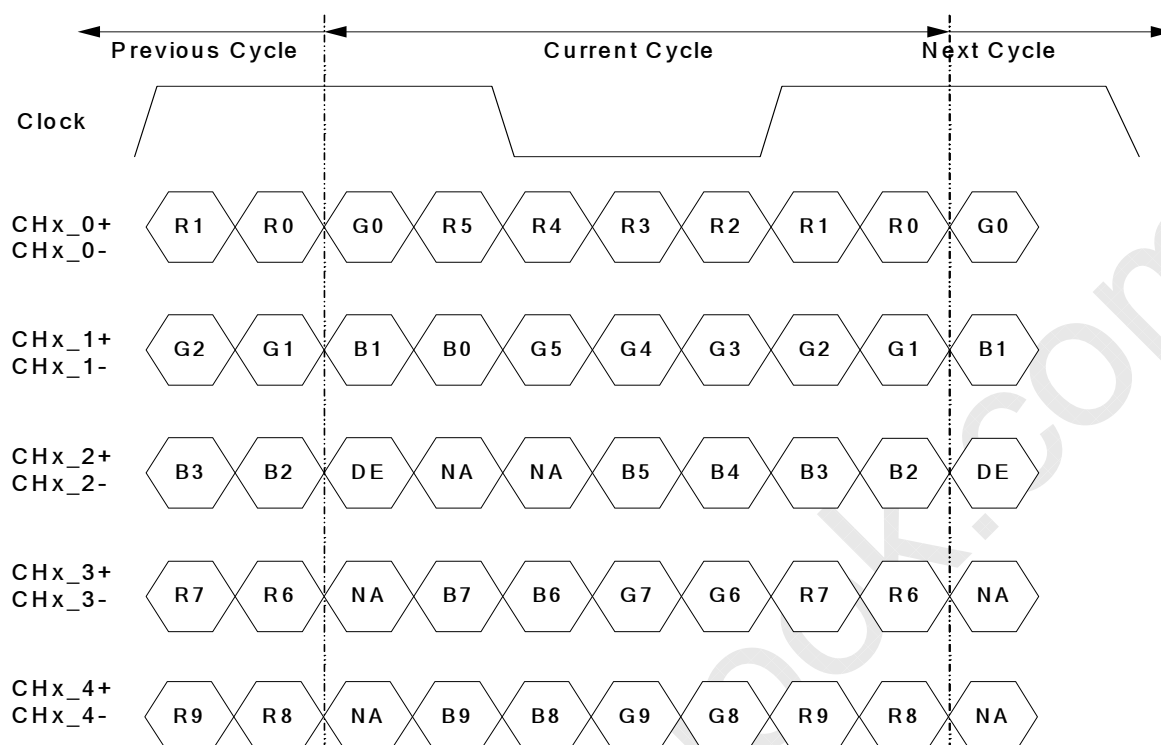 Previous Cycle Current Cycle Next Cycle
Clock
CHx_0+
CHx_0-
R1 R0 G0 R5 R4 R3 R2 R1 R0 G0
CHx_1+
CHx_1-
G2 G1 B1 B0 G5 G4 G3 G2 G1 B1
CHx_2+
CHx_2-
B3 B2 DE NA NA B5 B4 B3 B2 DE
CHx_3+
CHx_3-
R7 R6 NA B7 B6 G7 G6 R7 R6 NA
CHx_4+
CHx_4-
R9 R8 NA B9 B8 G9 G8 R9 R8 NA